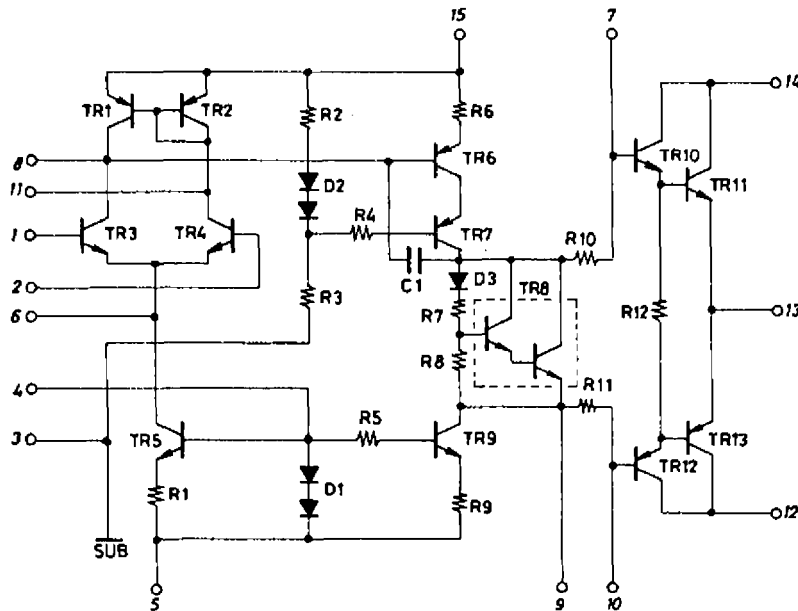 15
7
14
TR1
TR2
R2
R6
8
TR6
TR10
TR11
11
D2
1
TR3
TR4
R4
TR7
R10
2
C1
D3
TR8
6
R3
R7
R12
13
4
R8
R11
3
TR5
R5
TR9
TR12
TR13
R1
D1
R9
12
SUB
5
9
10